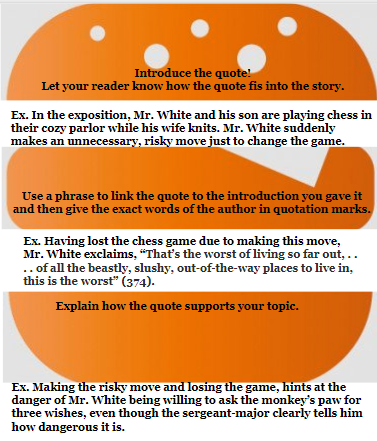 Introduce the quote!
Let your reader know how the quote fis into the story.
Ex. In the exposition, Mr. White and his son are playing chess in
their cozy parlor while his wife knits. Mr. White suddenly
makes an unnecessary, risky move just to change the game.
Use a phrase to link the quote to the introduction you gave it
and then give the exact words of the author in quotation marks.
Ex. Having lost the chess game due to making this move,
Mr. White exclaims, “That's the worst of living so far out, . .
. . of all the beastly, slushy, out-of-the-way places to live in,
this is the worst” (374).
Explain how the quote supports your topic.
Ex. Making the risky move and losing the game, hints at the
danger of Mr. White being willing to ask the monkey’s paw for
three wishes, even though the sergeant-major clearly tells him
how dangerous it is.